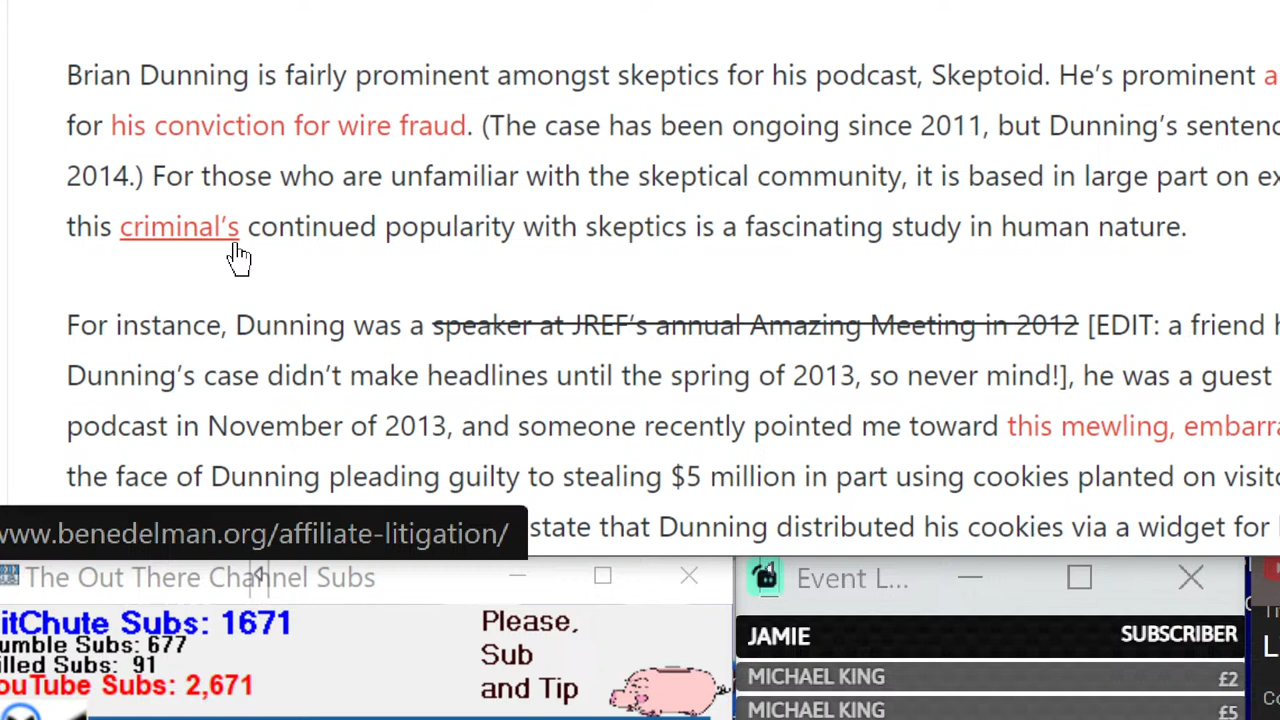 Brian Dunning is fairly prominent amongst skeptics for his podcast, Skeptoid. He’s prominent a
for his conviction for wire fraud. (The case has been ongoing since 2011, but Dunning’s sentenc
2014.) For those who are unfamiliar with the skeptical community, it is based in large part on ex
this criminal’s continued popularity with skeptics is a fascinating study in human nature.
For instance, Dunning was a speaker at JREF’s annual Amazing Meeting in 2012 [EDIT: a friend h
Dunning’s case didn’t make headlines until the spring of 2013, so never mind!], he was a guest
podcast in November of 2013, and someone recently pointed me toward this mewling, embarra
the face of Dunning pleading guilty to stealing $5 million in part using cookies planted on visito
www.benedelman.org/affiliate-litigation/ state that Dunning distributed his cookies via a widget for
The Out There Channel Subs
Event L...
itChute Subs: 1671
umble Subs: 677
illed Subs: 91
ouTube Subs: 2,671
Please,
Sub
and Tip
JAMIE SUBSCRIBER
MICHAEL KING £2
MICHAEL KING £5